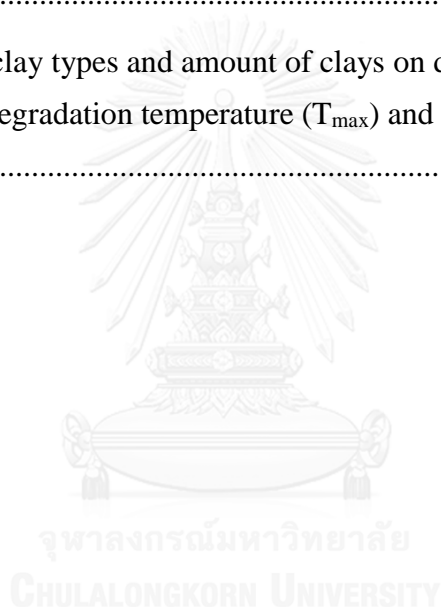 ................................................................
clay types and amount of clays on d
egradation temperature (Tmax) and
................................................................
จุฬาลงกรณ์มหาวิทยาลัย
CHULALONGKORN UNIVERSITY